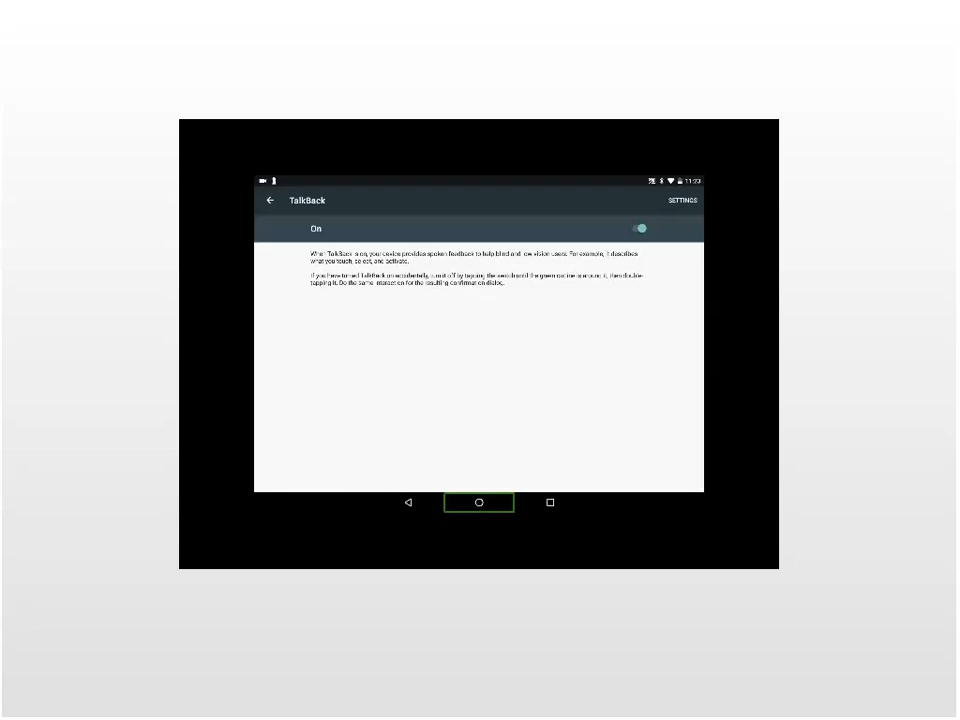 11:23
TalkBack
SETTINGS
On
When TalkBack is on, your device provides spoken feedback to help blind and low vision users. For example, it describes
what you touch, select, and activate.
If you have turned TalkBack on accidentally, turn it off by tapping the switch until the green outline is around it, then double-
tapping it. Do the same interaction for the resulting confirmation dialog.